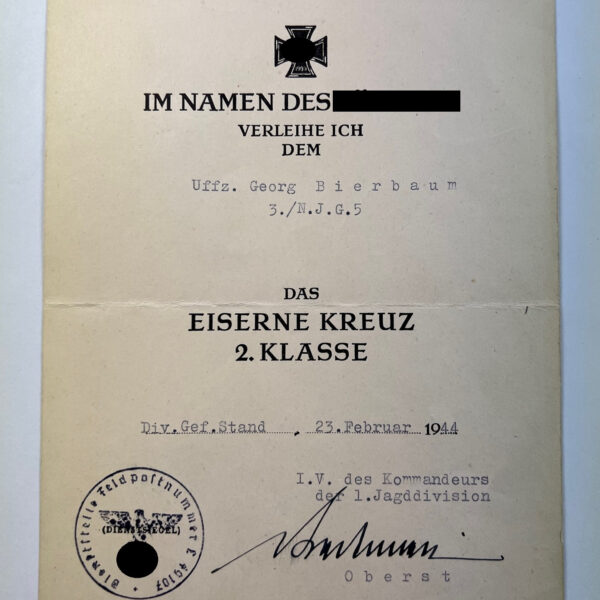 IM NAMEN DES
VERLEIHE ICH
DEM
Uffz. Georg Bierbaum
3./N.J.G.5
DAS
EISERNE KREUZ
2. KLASSE
Div.Gef.Stand , 23.Februar 1944
I.V. des Kommandeurs
der 1.Jagddivision
Oberst
Dienststelle Feldpostnummer
(DIENSTSIEGEL)